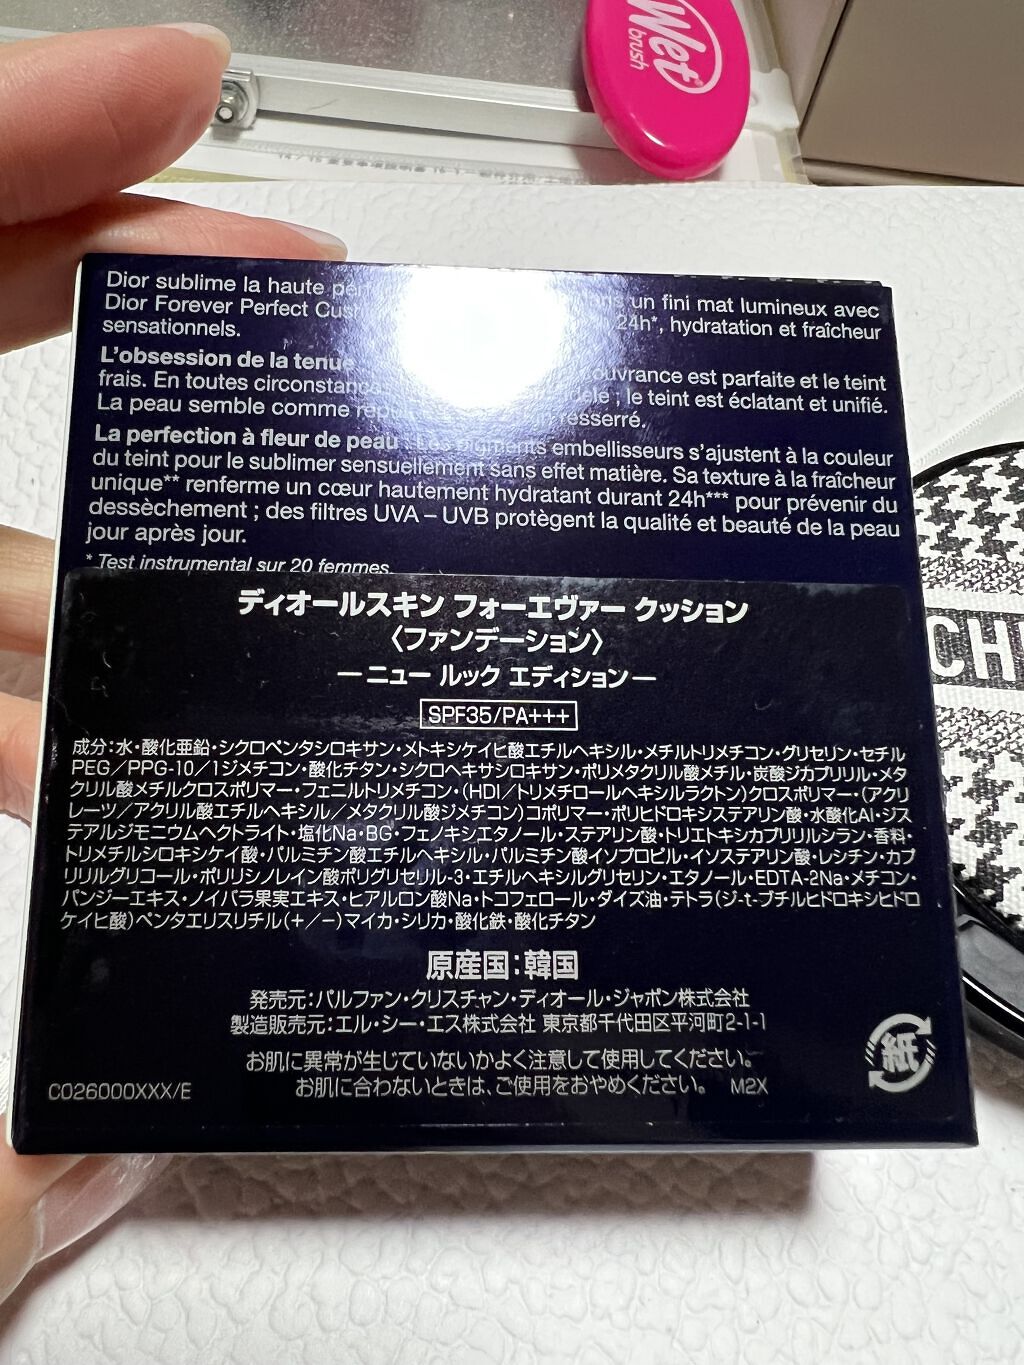 Wet
brush
Dior sublime la haute un fini mat lumineux avec
Dior Forever Perfect 24h*, hydratation et fraîcheur
sensationnels.
L'obsession de la tenue couvrance est parfaite et le teint
frais. En toutes ; le teint est éclatant et unifié.
La peau semble comme resserré.
La perfection à fleur de peau : Les pigments embellisseurs s'ajustent à la couleur
du teint pour le sublimer sensuellement sans effet matière. Sa texture à la fraîcheur
unique** renferme un cœur hautement hydratant durant 24h*** pour prévenir du
dessèchement ; des filtres UVA – UVB protègent la qualité et beauté de la peau
jour après jour.
* Test instrumental sur 20 femmes.
ディオールスキン フォーエヴァー クッション
〈ファンデーション〉
ーニュー ルック エディションー
SPF35/PA+++
成分:水・酸化亜鉛・シクロペンタシロキサン・メトキシケイヒ酸エチルヘキシル・メチルトリメチコン・グリセリン・セチル
PEG/PPG-10/1ジメチコン・酸化チタン・シクロヘキサシロキサン・ポリメタクリル酸メチル・炭酸ジカプリリル・メタ
クリル酸メチルクロスポリマー・フェニルトリメチコン・(HDI/トリメチロールヘキシルラクトン)クロスポリマー・(アクリ
レーツ/アクリル酸エチルヘキシル/メタクリル酸ジメチコン)コポリマー・ポリヒドロキシステアリン酸・水酸化Al・ジス
テアルジモニウムヘクトライト・塩化Na・BG・フェノキシエタノール・ステアリン酸・トリエトキシカプリリルシラン・香料・
トリメチルシロキシケイ酸・パルミチン酸エチルヘキシル・パルミチン酸イソプロピル・イソステアリン酸・レシチン・カプ
リリルグリコール・ポリリシノレイン酸ポリグリセリル-3・エチルヘキシルグリセリン・エタノール・EDTA-2Na・メチコン・
パンジーエキス・ノイバラ果実エキス・ヒアルロン酸Na・トコフェロール・ダイズ油・テトラ(ジ-t-ブチルヒドロキシヒドロ
ケイヒ酸)ペンタエリスリチル(+/-)マイカ・シリカ・酸化鉄・酸化チタン
原産国:韓国
発売元:パルファン・クリスチャン・ディオール・ジャポン株式会社
製造販売元:エル・シー・エス株式会社 東京都千代田区平河町2-1-1
お肌に異常が生じていないかよく注意して使用してください。
お肌に合わないときは、ご使用をおやめください。 M2X
C026000XXX/E
紙
CH